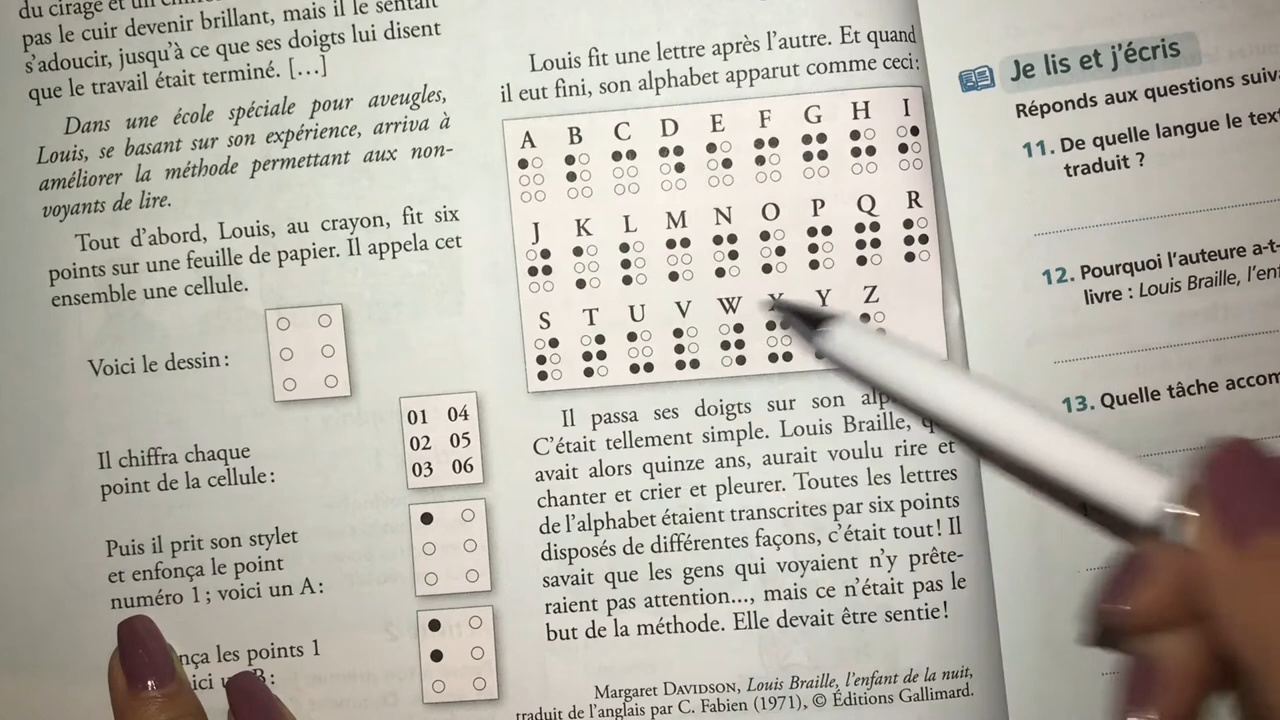 du cirage et un
pas le cuir devenir brillant, mais il le sentait
s'adoucir, jusqu'à ce que ses doigts lui disent
que le travail était terminé. [...]
Dans une école spéciale pour aveugles,
Louis, se basant sur son expérience, arriva à
améliorer la méthode permettant aux non-
voyants de lire.
Tout d'abord, Louis, au crayon, fit six
points sur une feuille de papier. Il appela cet
ensemble une cellule.
Voici le dessin :
Il chiffra chaque
point de la cellule :
01 04
02 05
03 06
Puis il prit son stylet
et enfonça le point
numéro 1 ; voici un A :
les points 1
B :
Louis fit une lettre après l'autre. Et quand
il eut fini, son alphabet apparut comme ceci :
A B C D E F G H I
J K L M N O P Q R
S T U V W X Y Z
Il passa ses doigts sur son
C'était tellement simple. Louis Braille,
avait alors quinze ans, aurait voulu rire et
chanter et crier et pleurer. Toutes les lettres
de l'alphabet étaient transcrites par six points
disposés de différentes façons, c'était tout ! Il
savait que les gens qui voyaient n'y prête-
raient pas attention..., mais ce n'était pas le
but de la méthode. Elle devait être sentie !
Margaret DAVIDSON, Louis Braille, l'enfant de la nuit,
traduit de l'anglais par C. Fabien (1971), © Éditions Gallimard.
Je lis et j'écris
Réponds aux questions
11. De quelle langue le
traduit ?
12. Pourquoi l'auteure a-t-
livre : Louis Braille,
13. Quelle tâche